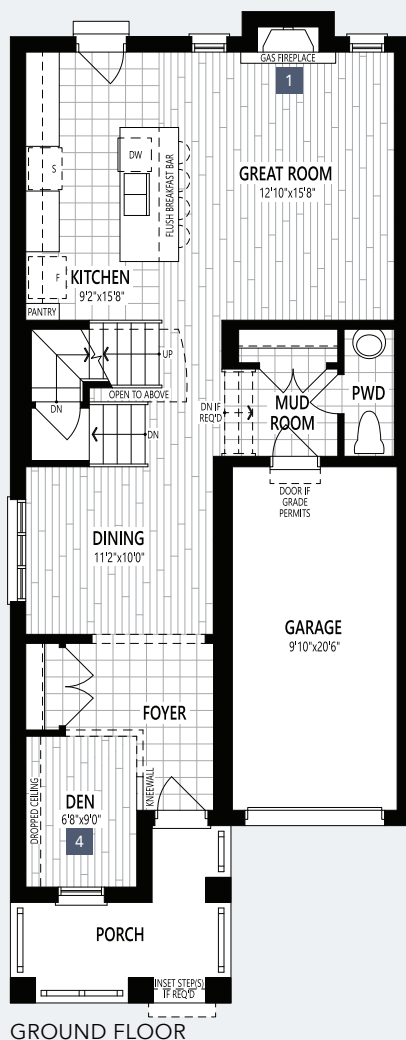 GAS FIREPLACE
1
DW
S
FLUSH BREAKFAST BAR
GREAT ROOM
12'10"x15'8"
F
KITCHEN
9'2"x15'8"
PANTRY
UP
DN
OPEN TO ABOVE
DN
DN IF
REQ'D
MUD
ROOM
PWD
DOOR IF
GRADE
PERMITS
DINING
11'2"x10'0"
GARAGE
9'10"x20'6"
FOYER
DROPPED CEILING
DEN
6'8"x9'0"
4
KNEEWALL
PORCH
INSET STEP(S)
IF REQ'D
GROUND FLOOR